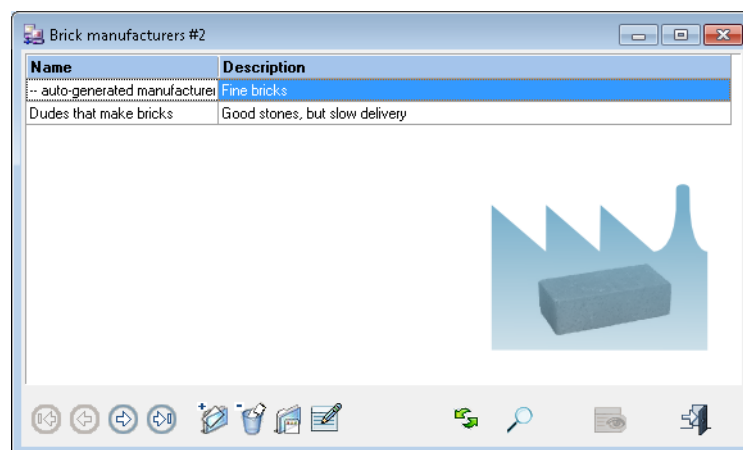 Brick manufacturers #2
Name Description
-- auto-generated manufacturer Fine bricks
Dudes that make bricks Good stones, but slow delivery